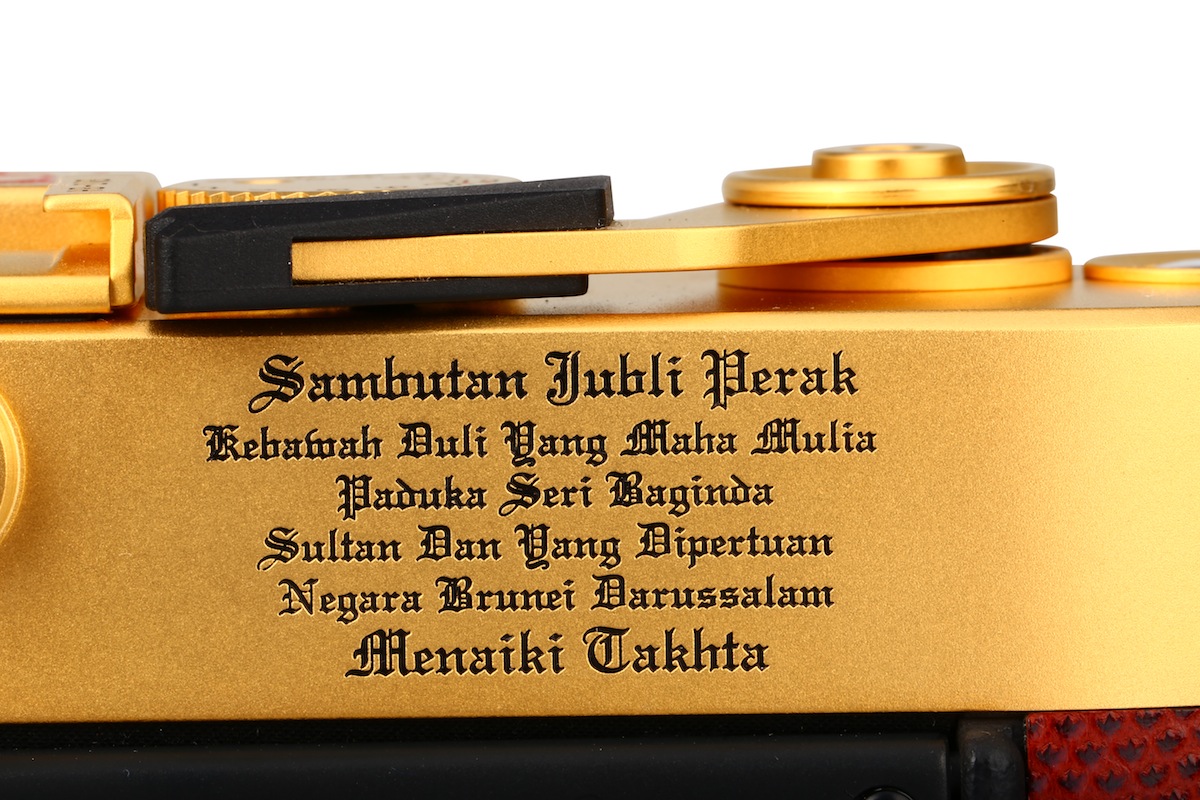 Sambutan Jubli Perak
Kebawah Duli Yang Maha Mulia
Paduka Seri Baginda
Sultan Dan Yang Dipertuan
Negara Brunei Darussalam
Menaiki Takhta